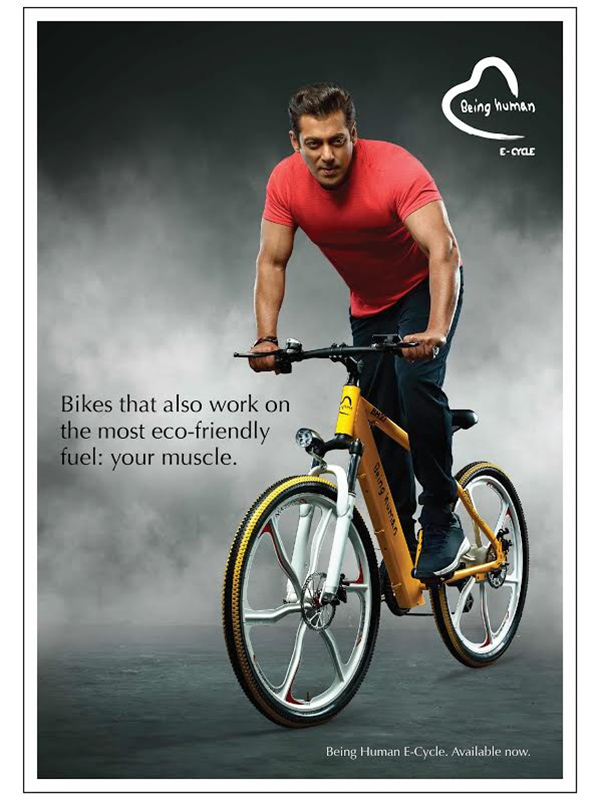 Being human
E-CYCLE
Bikes that also work on
the most eco-friendly
fuel: your muscle.
Being human
Being Human E-Cycle. Available now.